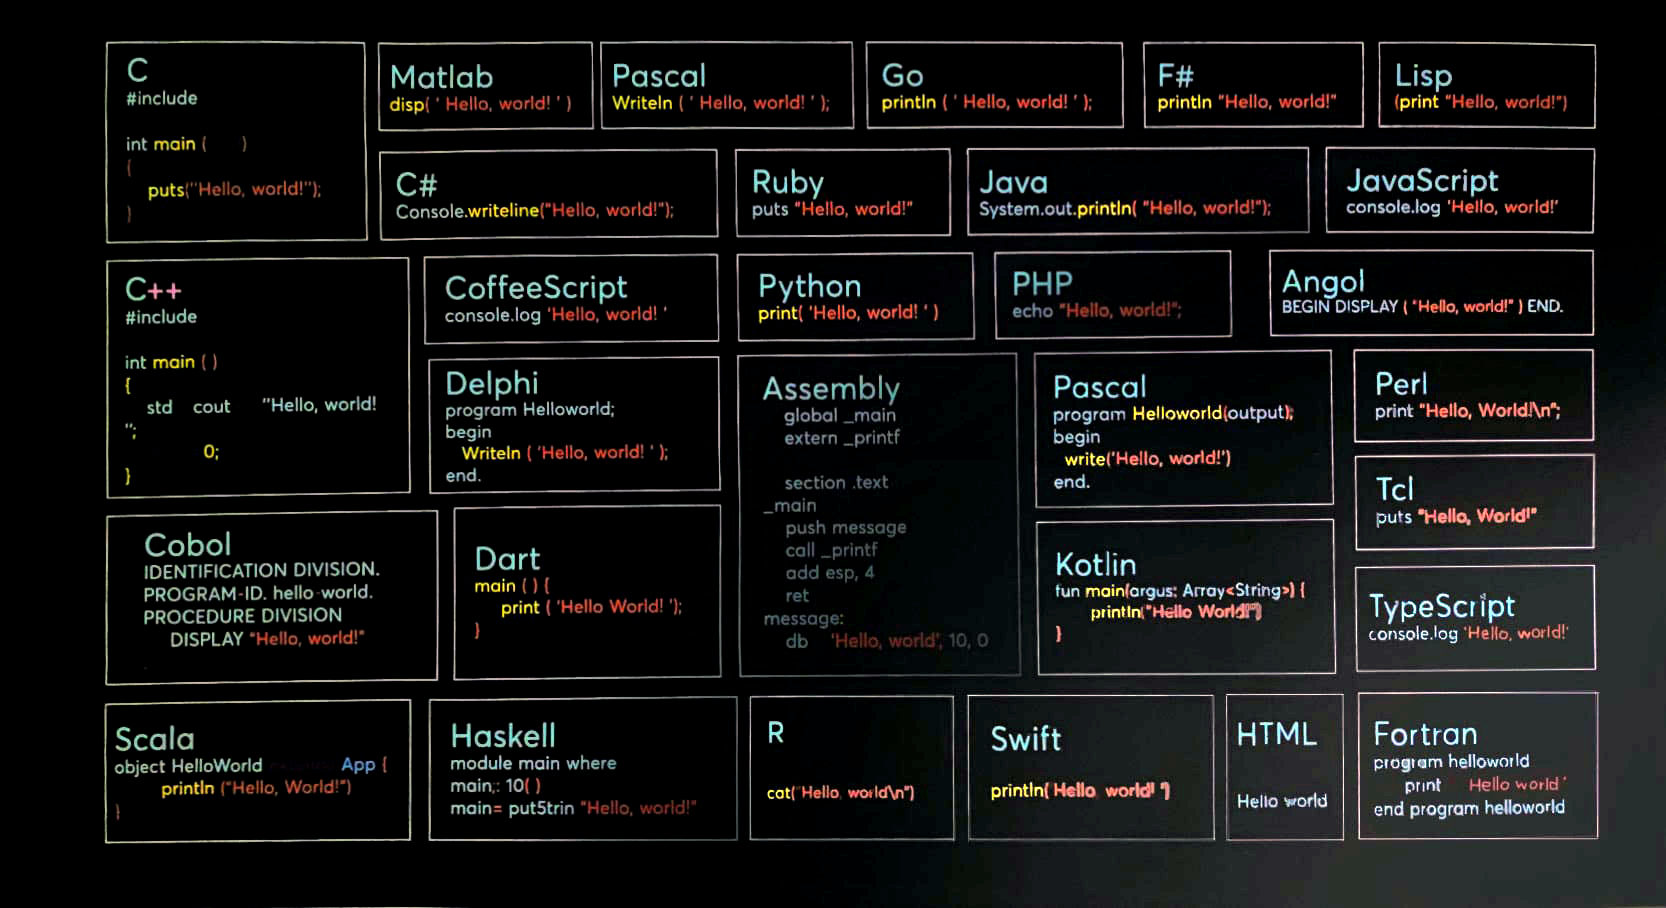 C
#include
int main (    )
{
puts("Hello, world!");
}
Matlab
disp( ' Hello, world! ' )
Pascal
Writeln ( ' Hello, world! ' );
Go
println ( ' Hello, world! ' );
F#
println "Hello, world!"
Lisp
(print "Hello, world!")
C#
Console.writeline("Hello, world!");
Ruby
puts "Hello, world!"
Java
System.out.println( "Hello, world!");
JavaScript
console.log 'Hello, world!'
C++
#include
int main ( )
{
std   cout    "Hello, world!
";
0;
}
CoffeeScript
console.log 'Hello, world! '
Python
print( 'Hello, world! ' )
PHP
echo "Hello, world!";
Angol
BEGIN DISPLAY ( "Hello, world!" ) END.
Delphi
program Helloworld;
begin
Writeln ( 'Hello, world! ' );
end.
Assembly
global _main
extern _printf
section .text
_main
push message
call _printf
add esp, 4
ret
message:
db   'Hello, world', 10, 0
Pascal
program Helloworld(output);
begin
write('Hello, world!')
end.
Perl
print "Hello, World!\n";
Tcl
puts "Hello, World!"
Cobol
IDENTIFICATION DIVISION.
PROGRAM-ID. hello-world.
PROCEDURE DIVISION
DISPLAY "Hello, world!"
Dart
main ( ) {
print ( 'Hello World! ');
}
Kotlin
fun main(argus: Array<String>) {
println("Hello World!")
}
TypeScript
console.log 'Hello, world!'
Scala
object HelloWorld App {
println ("Hello, World!")
}
Haskell
module main where
main;: 10( )
main= put5trin "Hello, world!"
R
cat("Hello world\n")
Swift
println( Hello world! ")
HTML
Hello world
Fortran
program helloworld
print   Hello world '
end program helloworld